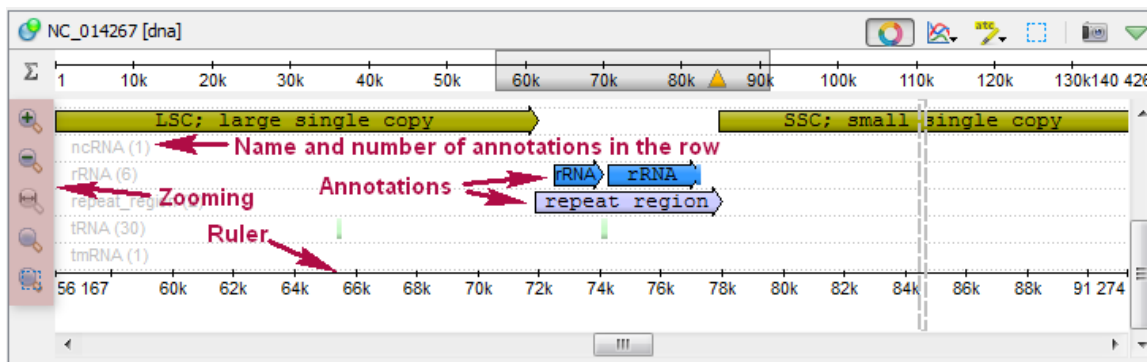 NC_014267 [dna]
1 10k 20k 30k 40k 50k 60k 70k 80k 90k 100k 110k 120k 130k140 426
LSC; large single copy SSC; small single copy
ncRNA (1) Name and number of annotations in the row
rRNA (6) Annotations rRNA rRNA
Zooming repeat region
tRNA (30) Ruler
tmRNA (1)
56 167 60k 62k 64k 66k 68k 70k 72k 74k 76k 78k 80k 82k 84k 86k 88k 91 274